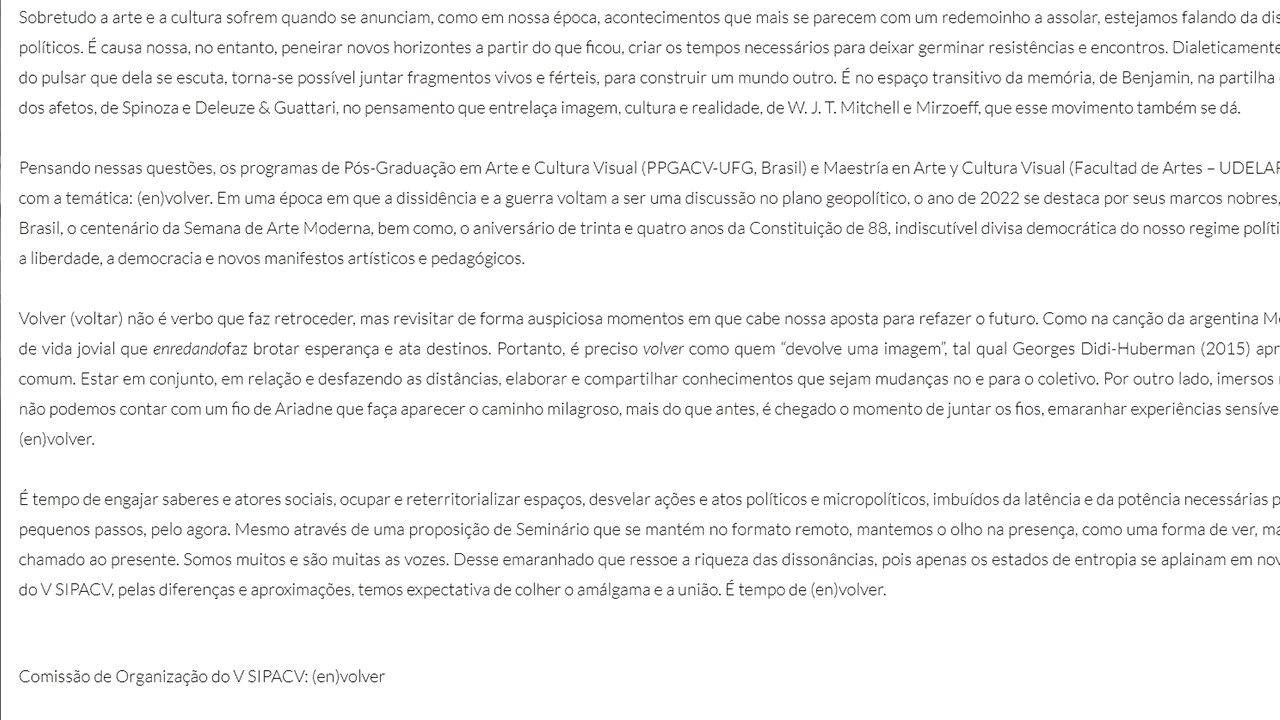 Sobretudo a arte e a cultura sofrem quando se anunciam, como em nossa época, acontecimentos que mais se parecem com um redemoinho a assolar, estejamos falando da
políticos. É causa nossa, no entanto, peneirar novos horizontes a partir do que ficou, criar os tempos necessários para deixar germinar resistências e encontros. Dialeticamente
do pulsar que dela se escuta, torna-se possível juntar fragmentos vivos e férteis, para construir um mundo outro. É no espaço transitivo da memória, de Benjamin, na partilha
dos afetos, de Spinoza e Deleuze & Guattari, no pensamento que entrelaça imagem, cultura e realidade, de W. J. T. Mitchell e Mirzoeff, que esse movimento também se dá.
Pensando nessas questões, os programas de Pós-Graduação em Arte e Cultura Visual (PPGACV-UFG, Brasil) e Maestría en Arte y Cultura Visual (Facultad de Artes –
com a temática: (en)volver. Em uma época em que a dissidência e a guerra voltam a ser uma discussão no plano geopolítico, o ano de 2022 se destaca por seus marcos nobres,
Brasil, o centenário da Semana de Arte Moderna, bem como, o aniversário de trinta e quatro anos da Constituição de 88, indiscutível divisa democrática do nosso regime
a liberdade, a democracia e novos manifestos artísticos e pedagógicos.
Volver (voltar) não é verbo que faz retroceder, mas revisitar de forma auspiciosa momentos em que cabe nossa aposta para refazer o futuro. Como na canção da argentina
de vida jovial que enredandofaz brotar esperança e ata destinos. Portanto, é preciso volver como quem “devolve uma imagem”, tal qual Georges Didi-Huberman (2015)
comum. Estar em conjunto, em relação e desfazendo as distâncias, elaborar e compartilhar conhecimentos que sejam mudanças no e para o coletivo. Por outro lado, imersos
não podemos contar com um fio de Ariadne que faça aparecer o caminho milagroso, mais do que antes, é chegado o momento de juntar os fios, emaranhar experiências
(en)volver.
É tempo de engajar saberes e atores sociais, ocupar e reterritorializar espaços, desvelar ações e atos políticos e micropolíticos, imbuídos da latência e da potência necessárias
pequenos passos, pelo agora. Mesmo através de uma proposição de Seminário que se mantém no formato remoto, mantemos o olho na presença, como uma forma de ver,
chamado ao presente. Somos muitos e são muitas as vozes. Desse emaranhado que ressoe a riqueza das dissonâncias, pois apenas os estados de entropia se aplainam em
do V SIPACV, pelas diferenças e aproximações, temos expectativa de colher o amálgama e a união. É tempo de (en)volver.
Comissão de Organização do V SIPACV: (en)volver